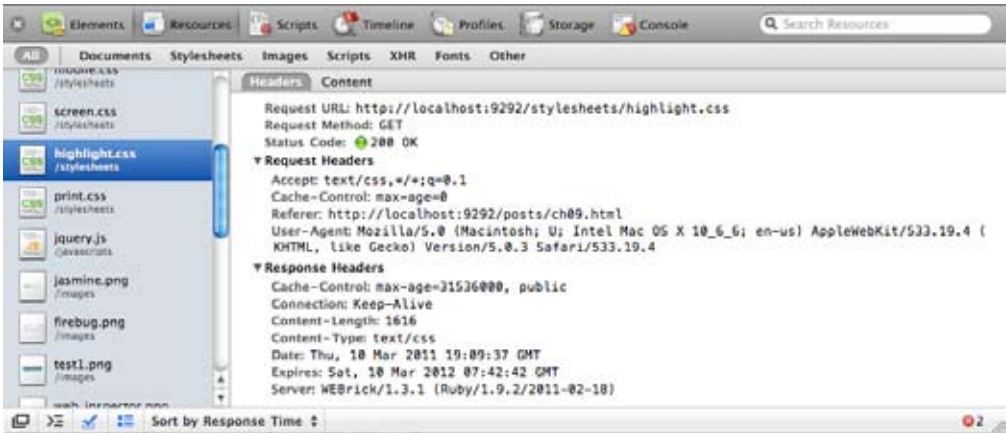 Elements Resources Scripts Timeline Profiles Storage Console Search Resources
All Documents Stylesheets Images Scripts XHR Fonts Other
/stylesheets
screen.css
/stylesheets
highlight.css
/stylesheets
print.css
/stylesheets
jquery.js
/javascripts
jasmine.png
/images
firebug.png
/images
test1.png
/images
web_inspector.png
Headers Content
Request URL: http://localhost:9292/stylesheets/highlight.css
Request Method: GET
Status Code: 200 OK
▼ Request Headers
Accept: text/css,*/*;q=0.1
Cache-Control: max-age=0
Referer: http://localhost:9292/posts/ch09.html
User-Agent: Mozilla/5.0 (Macintosh; U; Intel Mac OS X 10_6_6; en-us) AppleWebKit/533.19.4 (
KHTML, like Gecko) Version/5.0.3 Safari/533.19.4
▼ Response Headers
Cache-Control: max-age=31536000, public
Connection: Keep-Alive
Content-Length: 1616
Content-Type: text/css
Date: Thu, 10 Mar 2011 19:09:37 GMT
Expires: Sat, 10 Mar 2012 07:42:42 GMT
Server: WEBrick/1.3.1 (Ruby/1.9.2/2011-02-18)
Sort by Response Time
2